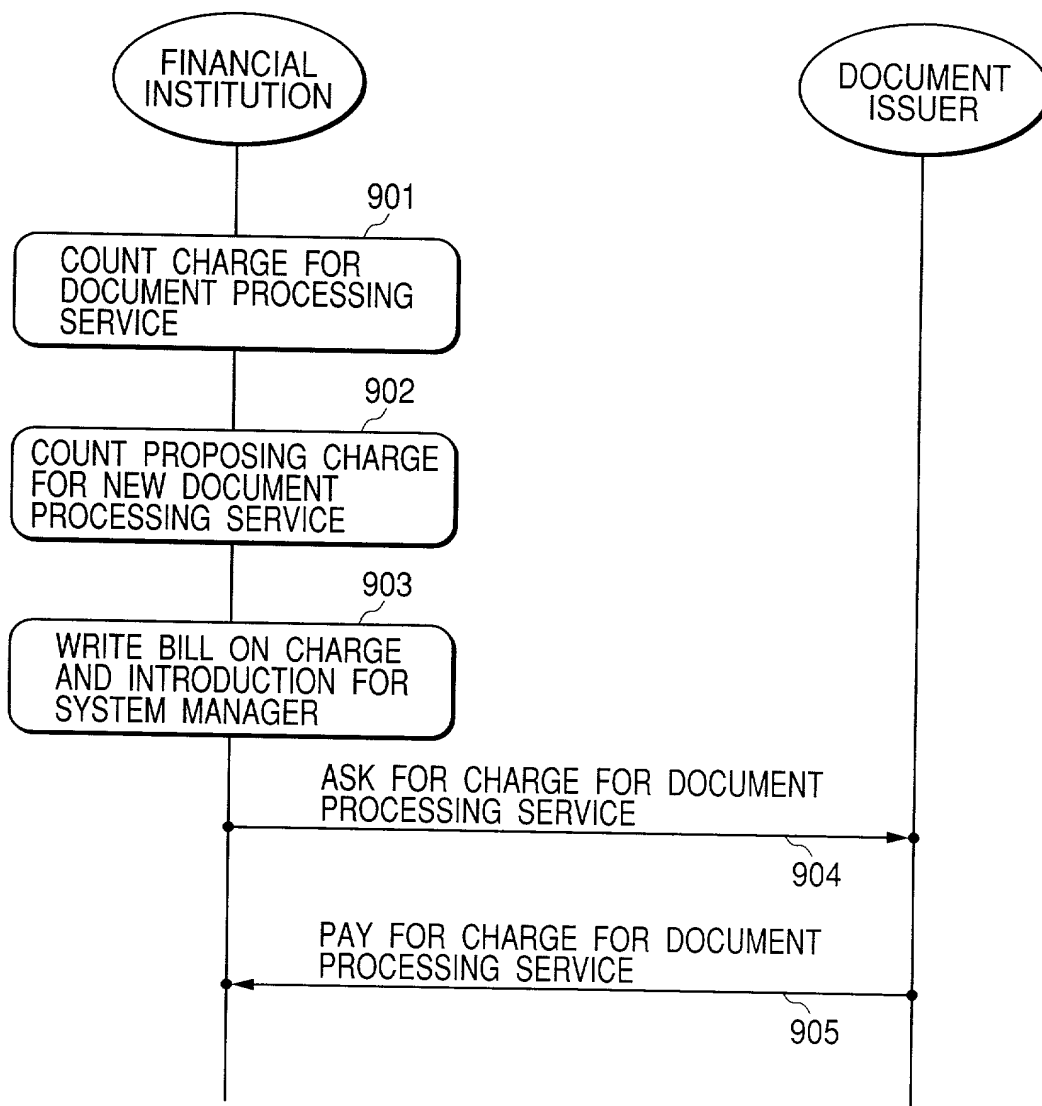 FINANCIAL
INSTITUTION
DOCUMENT
ISSUER
901
COUNT CHARGE FOR
DOCUMENT PROCESSING
SERVICE
902
COUNT PROPOSING CHARGE
FOR NEW DOCUMENT
PROCESSING SERVICE
903
WRITE BILL ON CHARGE
AND INTRODUCTION FOR
SYSTEM MANAGER
ASK FOR CHARGE FOR DOCUMENT
PROCESSING SERVICE
904
PAY FOR CHARGE FOR DOCUMENT
PROCESSING SERVICE
905